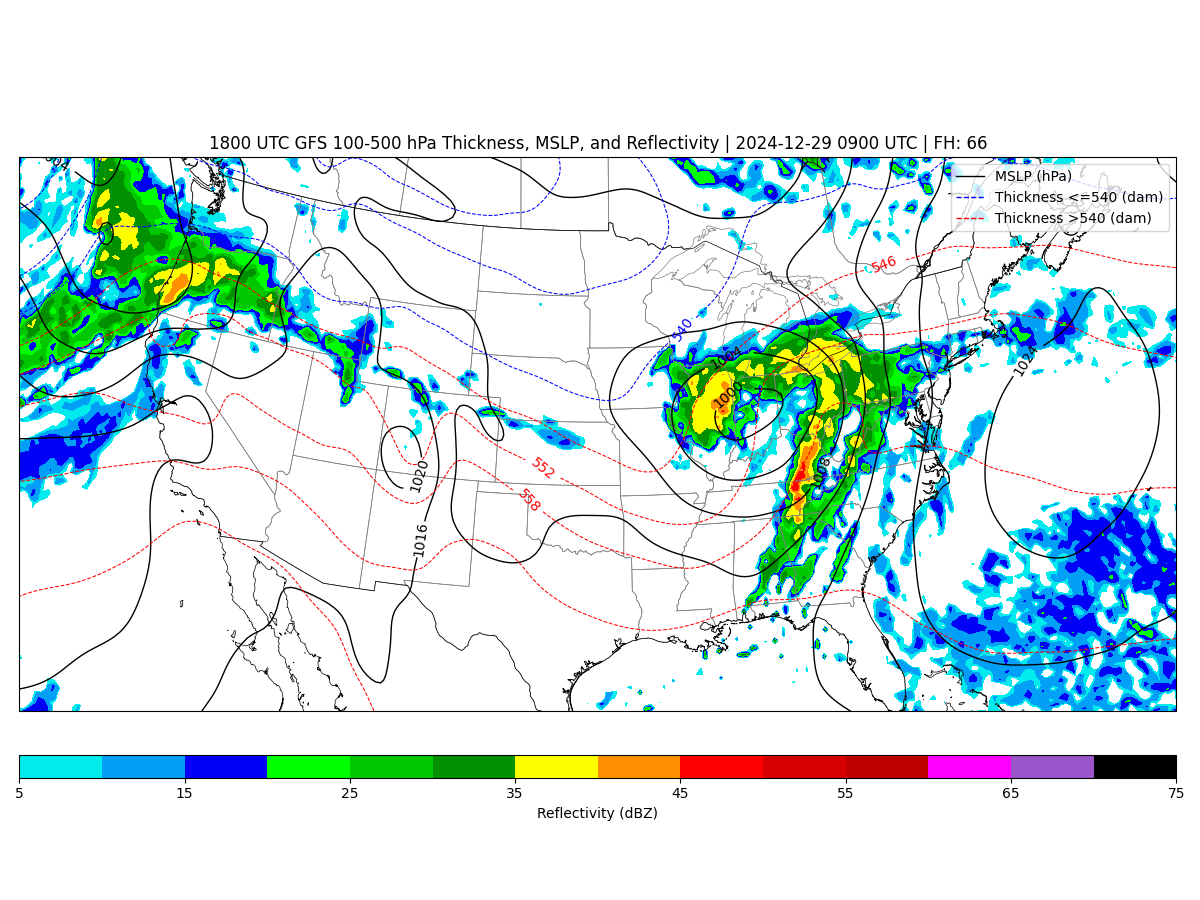 1800 UTC GFS 100-500 hPa Thickness, MSLP, and Reflectivity | 2024-12-29 0900 UTC | FH: 66
MSLP (hPa)
Thickness <=540 (dam)
Thickness >540 (dam)
546
540
1004
1024
1000
552
1020
1008
558
1016
5 15 25 35 45 55 65 75
Reflectivity (dBZ)